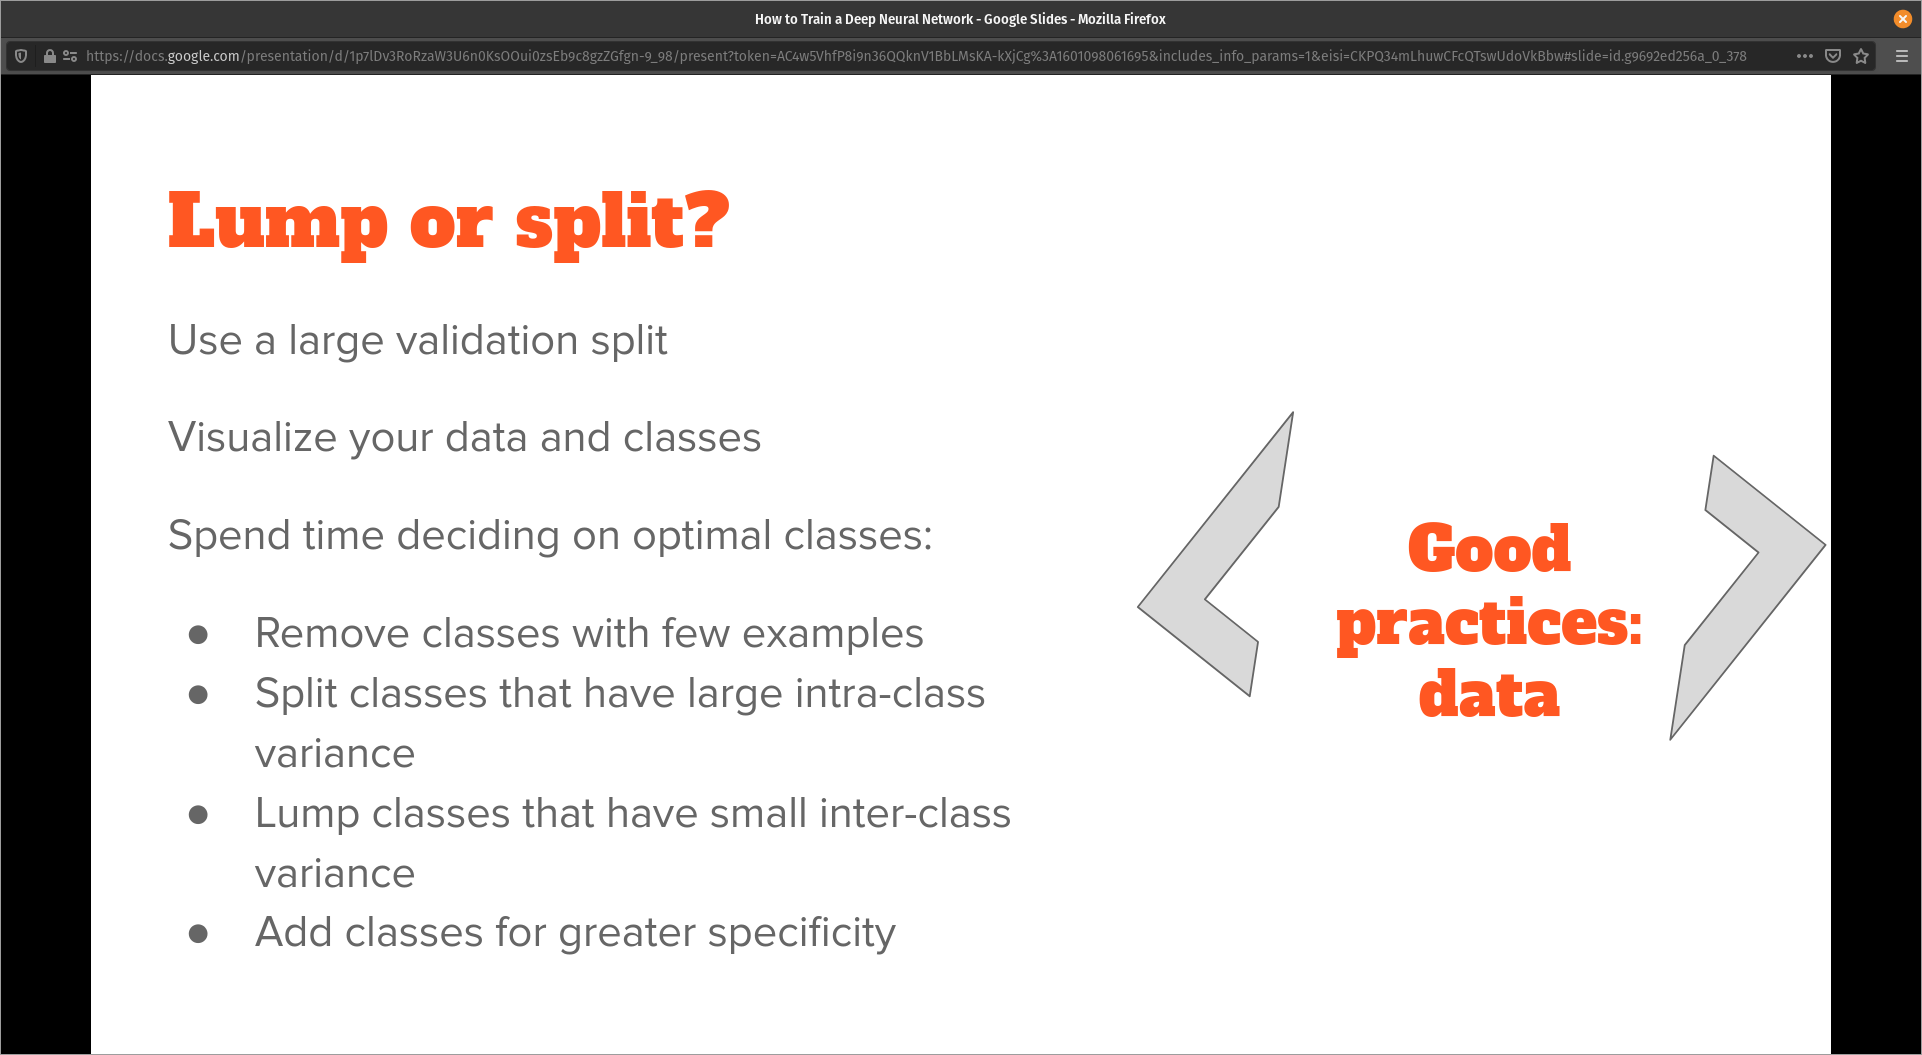 How to Train a Deep Neural Network - Google Slides - Mozilla Firefox
https://docs.google.com/presentation/d/1p7lDv3RoRzaW3U6n0KsOOui0zsEb9c8gzZGfgn-9_98/present?token=AC4w5VhfP8i9n36QQknV1BbLMsKA-kXjCg%3A1601098061695&includes_info_params=1&eisi=CKPQ34mLhuwCFcQTswUdoVkBbw#slide=id.g9692ed256a_0_378
Lump or split?
Use a large validation split
Visualize your data and classes
Spend time deciding on optimal classes:
● Remove classes with few examples
● Split classes that have large intra-class
variance
● Lump classes that have small inter-class
variance
● Add classes for greater specificity
Good
practices:
data